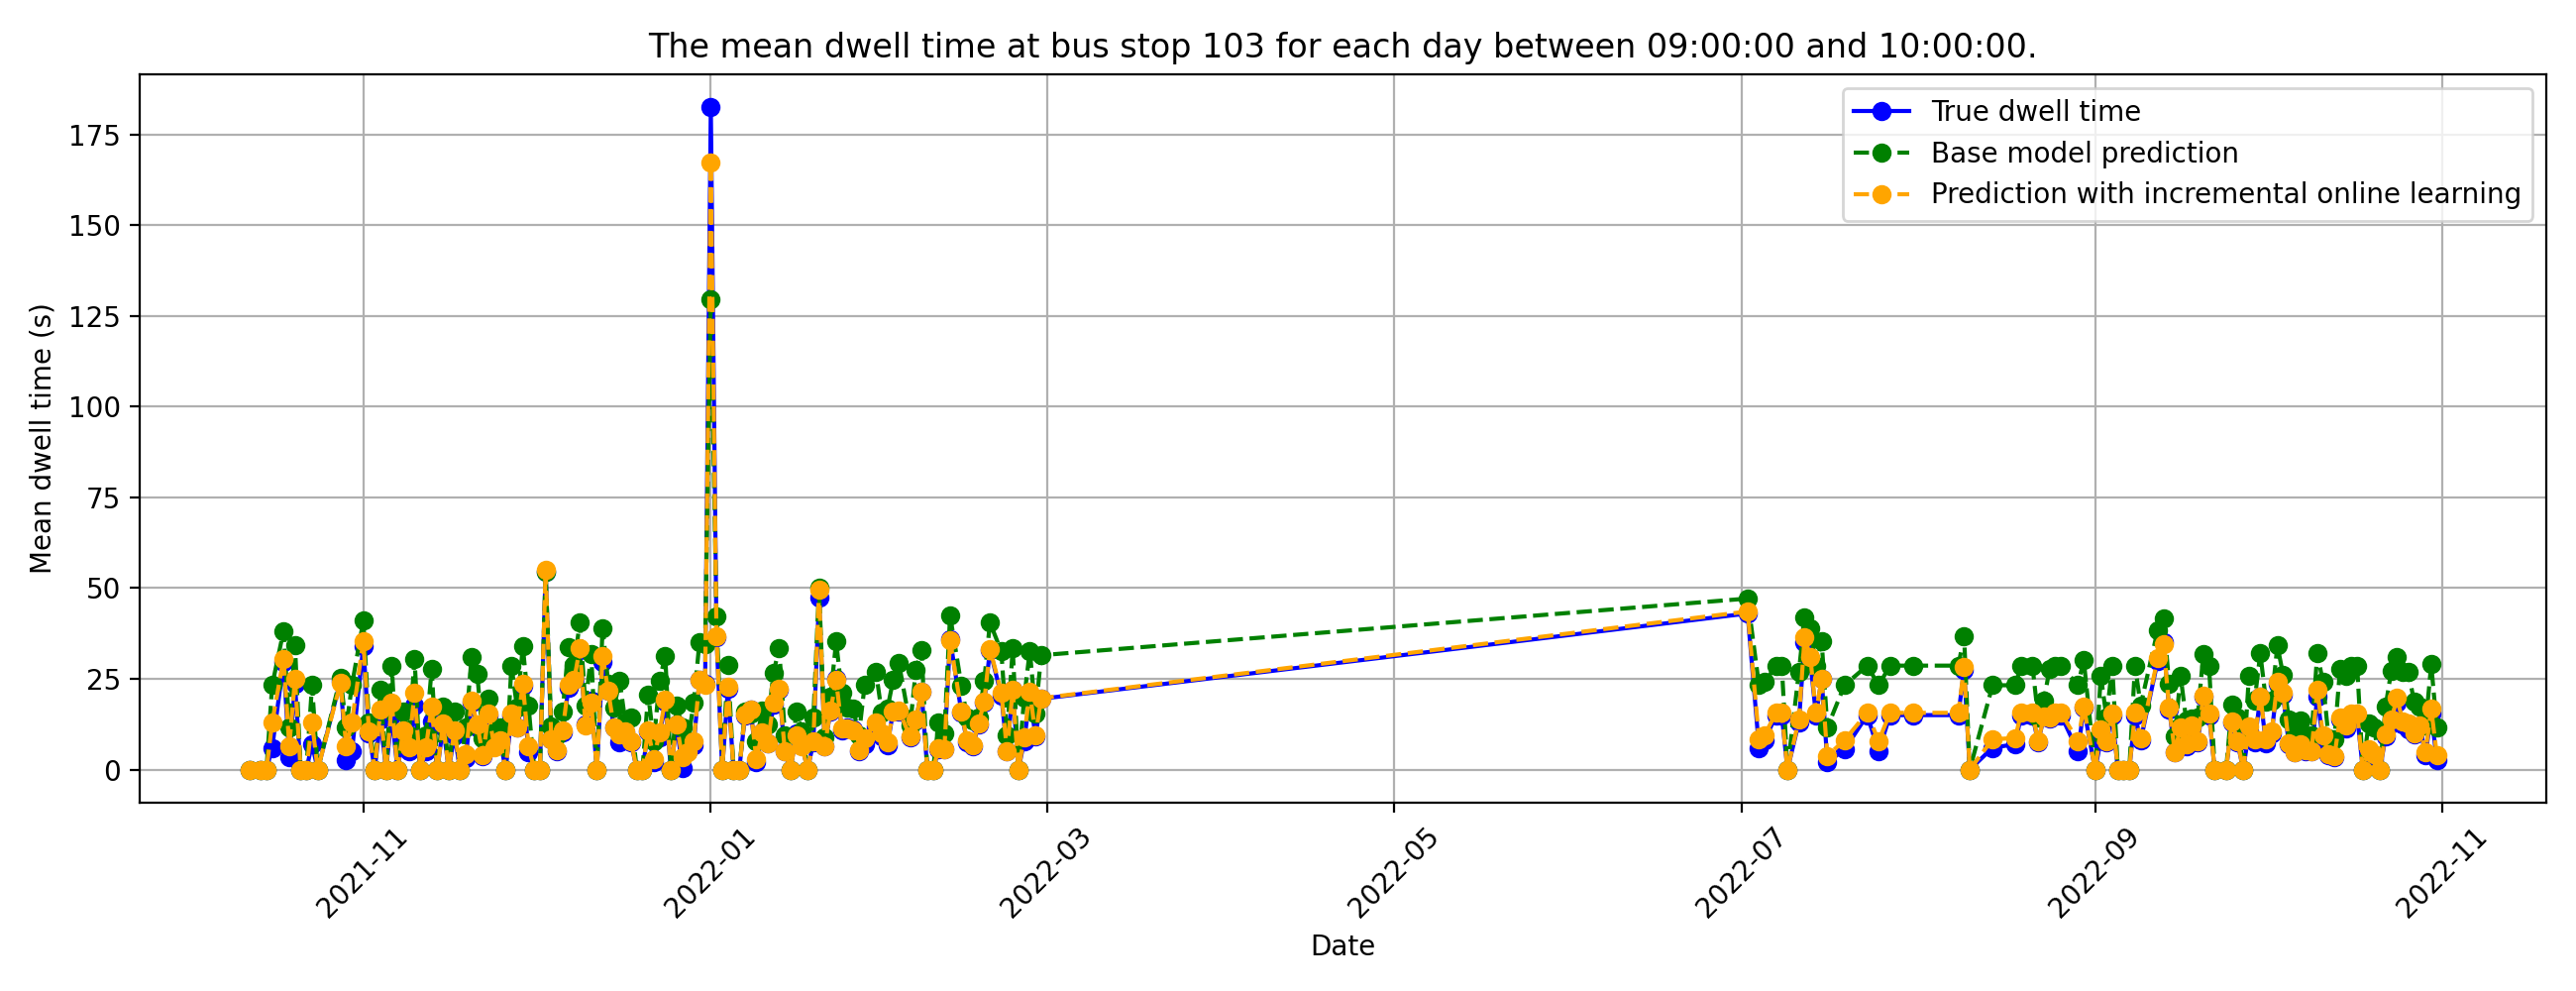 The mean dwell time at bus stop 103 for each day between 09:00:00 and 10:00:00.
True dwell time
Base model prediction
Prediction with incremental online learning
Mean dwell time (s)
175
150
125
100
75
50
25
0
2021-11
2022-01
2022-03
2022-05
2022-07
2022-09
2022-11
Date